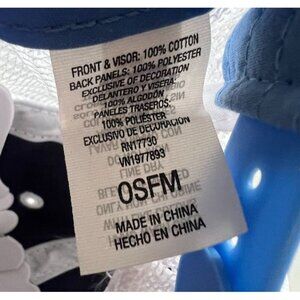 FRONT & VISOR: 100% COTTON
BACK PANELS: 100% POLYESTER
EXCLUSIVE OF DECORATION
DELANTERO Y VISERA:
100% ALGODÓN
PANELES TRASEROS:
100% POLIÉSTER
EXCLUSIVO DE DECORACIÓN
RN17730
VN1977893
OSFM
MADE IN CHINA
HECHO EN CHINA